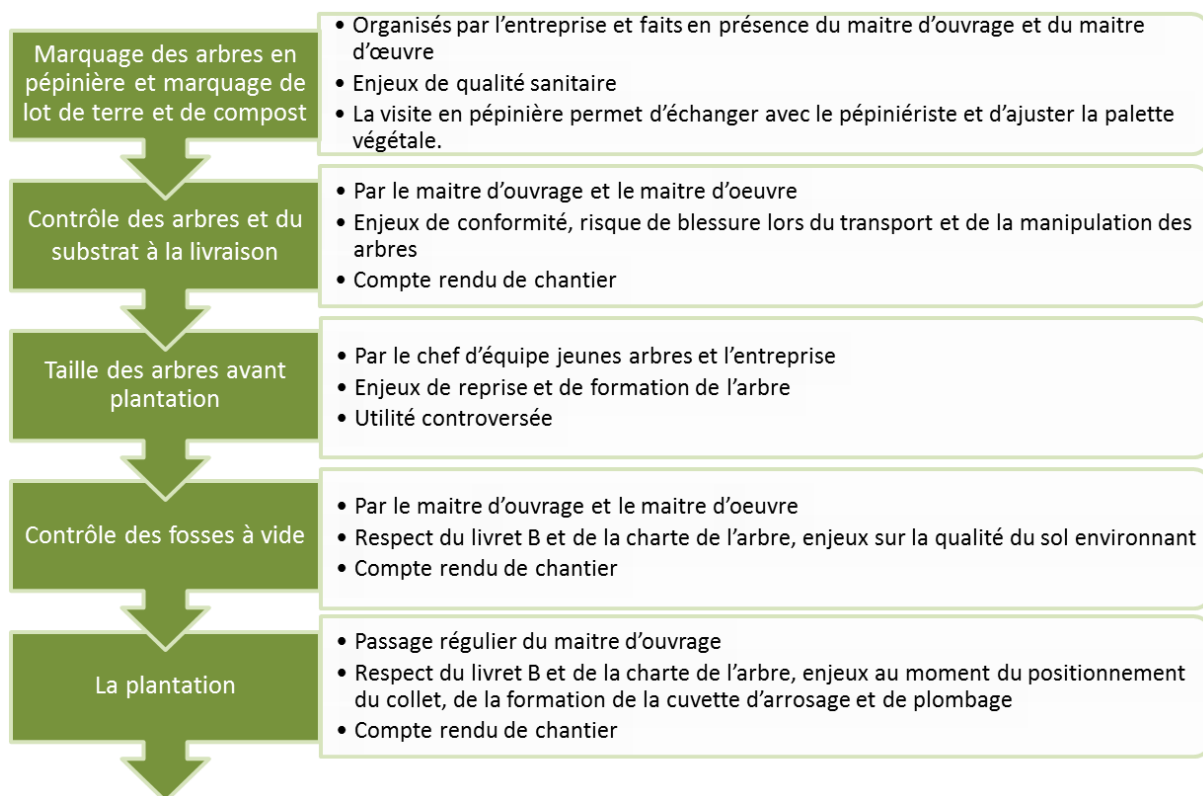 Marquage des arbres en
pépinière et marquage de
lot de terre et de compost
• Organisés par l’entreprise et faits en présence du maitre d’ouvrage et du maitre
d’œuvre
• Enjeux de qualité sanitaire
• La visite en pépinière permet d’échanger avec le pépiniériste et d’ajuster la palette
végétale.
Contrôle des arbres et du
substrat à la livraison
• Par le maitre d’ouvrage et le maitre d’oeuvre
• Enjeux de conformité, risque de blessure lors du transport et de la manipulation des
arbres
• Compte rendu de chantier
Taille des arbres avant
plantation
• Par le chef d’équipe jeunes arbres et l’entreprise
• Enjeux de reprise et de formation de l’arbre
• Utilité controversée
Contrôle des fosses à vide
• Par le maitre d’ouvrage et le maitre d’oeuvre
• Respect du livret B et de la charte de l’arbre, enjeux sur la qualité du sol environnant
• Compte rendu de chantier
La plantation
• Passage régulier du maitre d’ouvrage
• Respect du livret B et de la charte de l’arbre, enjeux au moment du positionnement
du collet, de la formation de la cuvette d’arrosage et de plombage
• Compte rendu de chantier